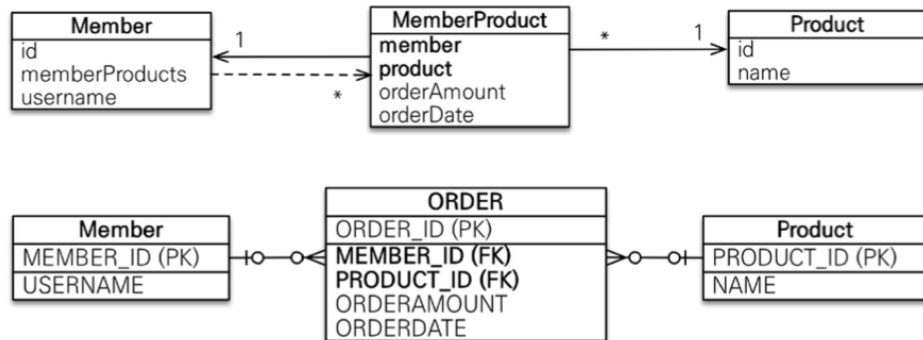 Member
id
memberProducts
username
1
*
MemberProduct
member
product
orderAmount
orderDate
*
1
Product
id
name
Member
MEMBER_ID (PK)
USERNAME
ORDER
ORDER_ID (PK)
MEMBER_ID (FK)
PRODUCT_ID (FK)
ORDERAMOUNT
ORDERDATE
Product
PRODUCT_ID (PK)
NAME